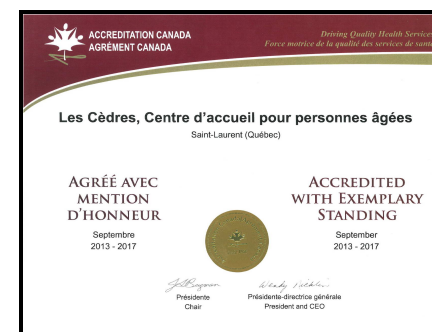 ACCREDITATION CANADA
AGRÉMENT CANADA
Driving Quality Health Services
Force motrice de la qualité des services de santé
Les Cèdres, Centre d'accueil pour personnes âgées
Saint-Laurent (Québec)
AGRÉÉ AVEC
MENTION
D'HONNEUR
Septembre
2013 - 2017
ACCREDITED
WITH EXEMPLARY
STANDING
September
2013 - 2017
Présidente
Chair
Présidente-directrice générale
President and CEO